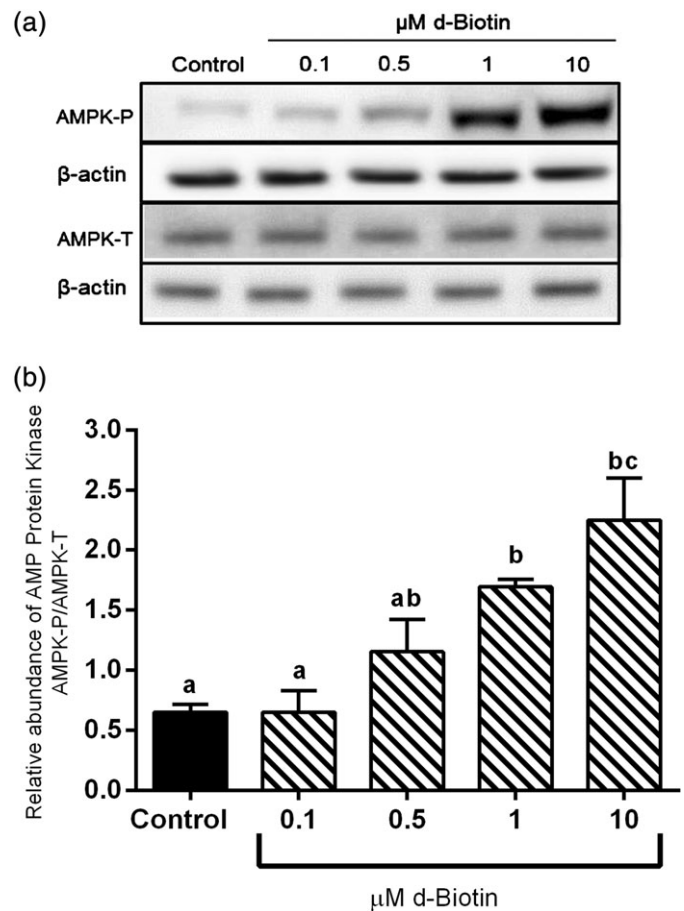 (a)
μM d-Biotin
Control 0.1 0.5 1 10
AMPK-P
β-actin
AMPK-T
β-actin
(b)
Relative abundance of AMP Protein Kinase
AMPK-P/AMPK-T
3.0
2.5
2.0
1.5
1.0
0.5
0.0
a
a
ab
b
bc
Control 0.1 0.5 1 10
μM d-Biotin